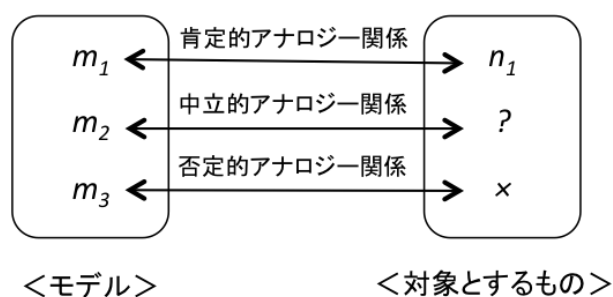 肯定的アナロジー関係
m1 n1
中立的アナロジー関係
m2 ?
否定的アナロジー関係
m3 ×
＜モデル＞ ＜対象とするもの＞